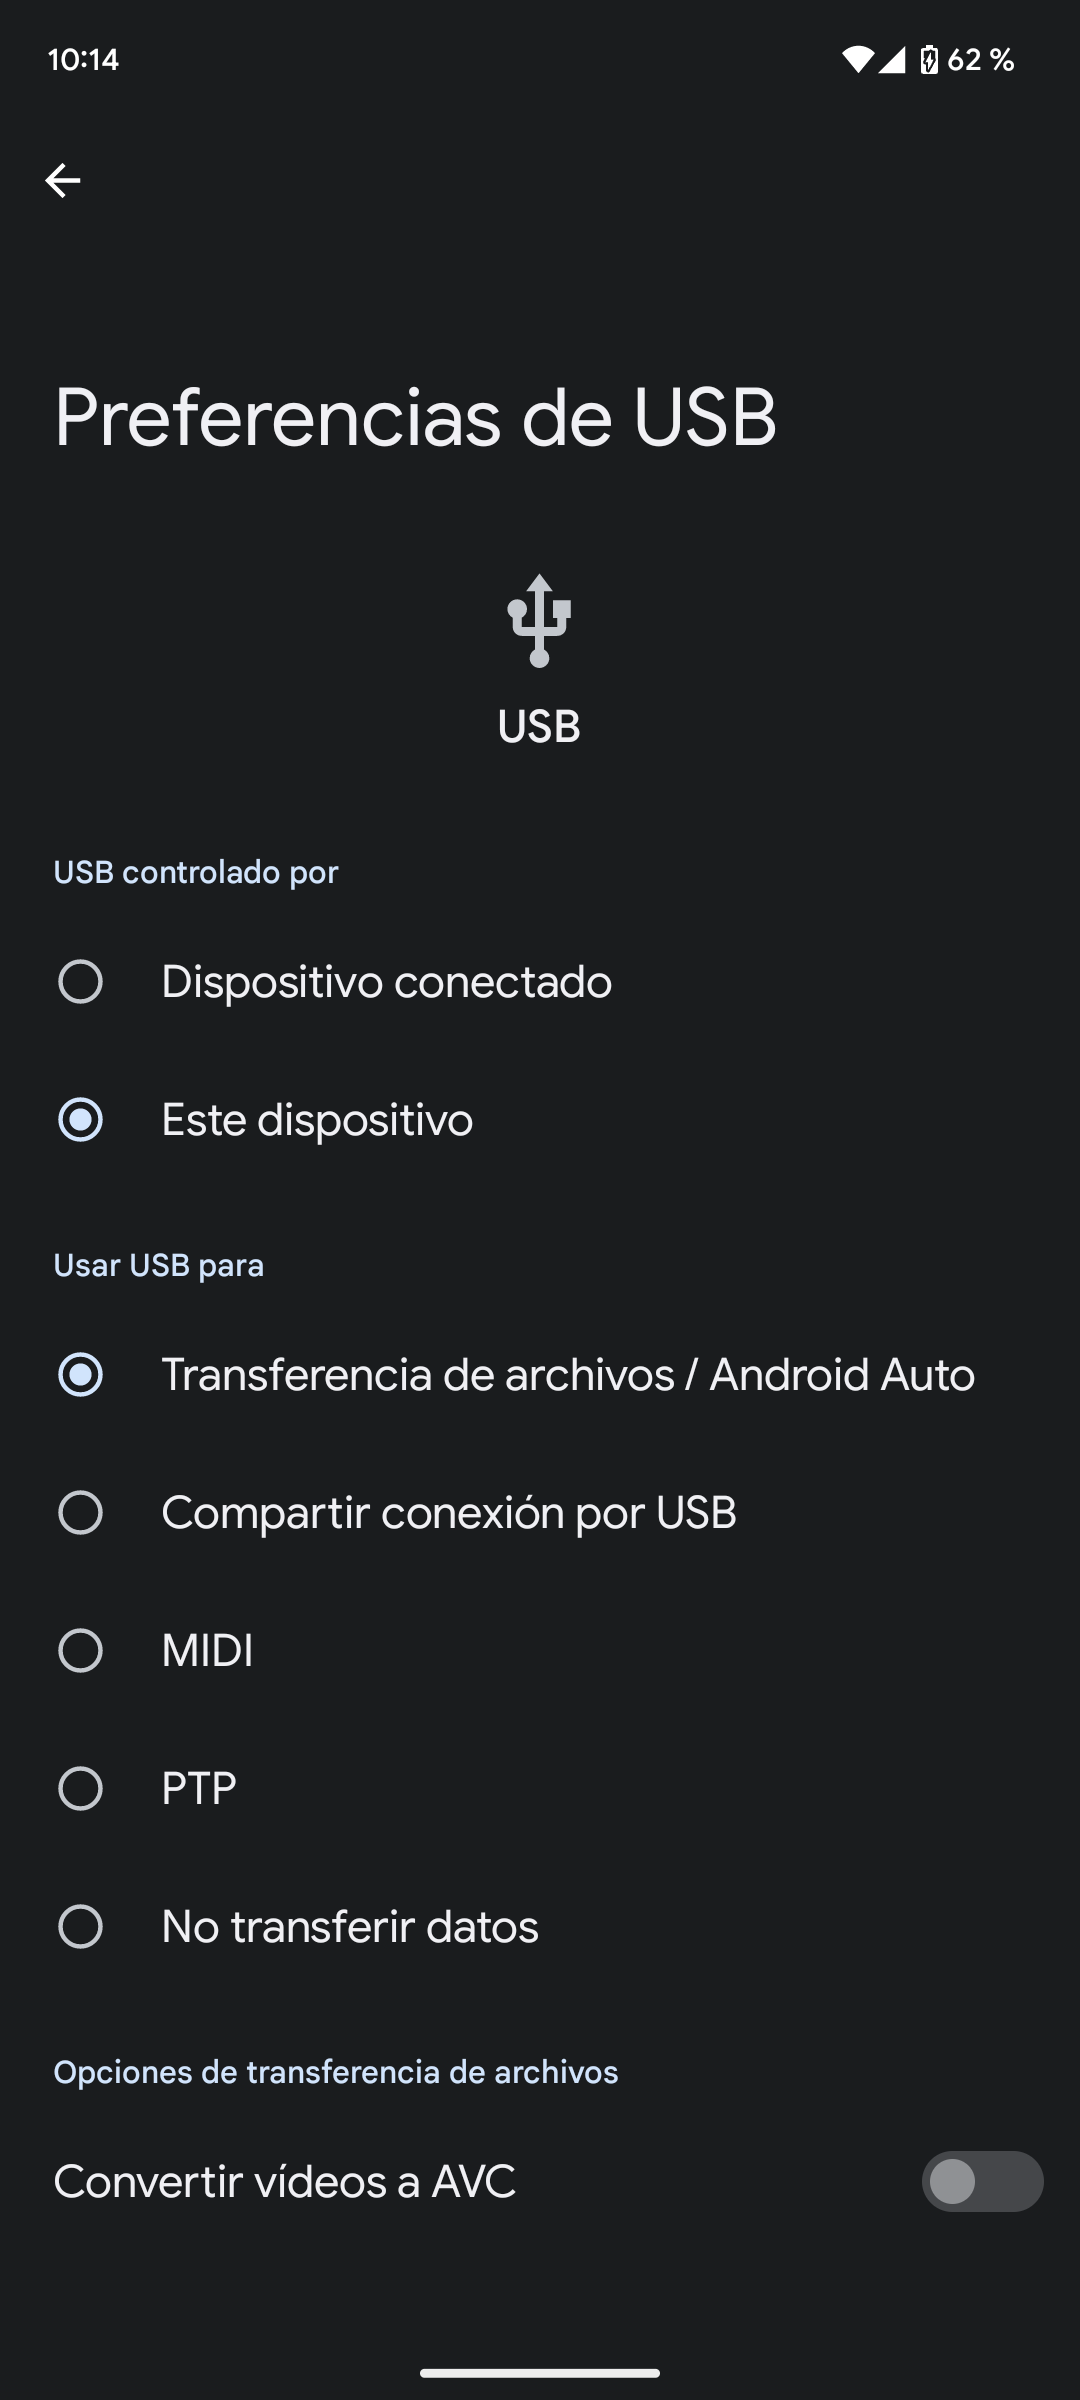 10:14
62 %
Preferencias de USB
USB
USB controlado por
Dispositivo conectado
Este dispositivo
Usar USB para
Transferencia de archivos / Android Auto
Compartir conexión por USB
MIDI
PTP
No transferir datos
Opciones de transferencia de archivos
Convertir vídeos a AVC